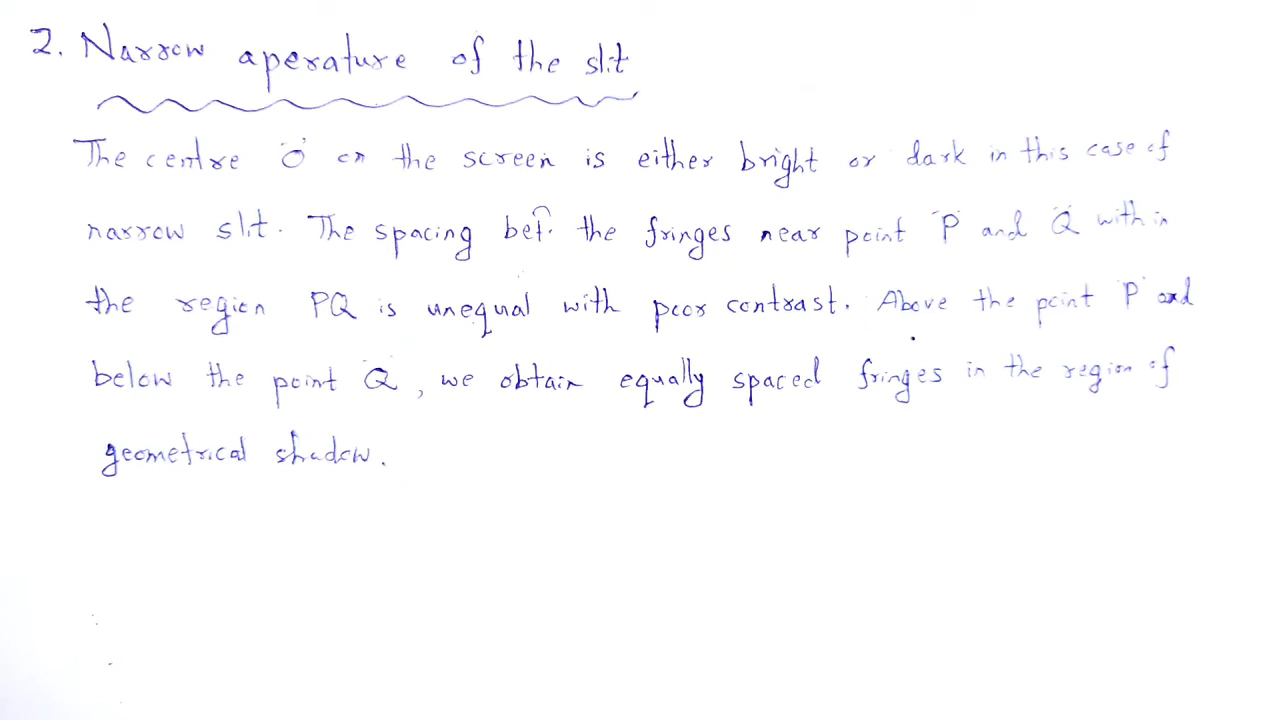 2. Narrow aperature of the slit
The centre 'O' on the screen is either bright or dark in this case of
narrow slit. The spacing bet. the fringes near point 'P' and 'Q' within
the region PQ is unequal with poor contrast. Above the point 'P' and
below the point 'Q', we obtain equally spaced fringes in the region of
geometrical shadow.